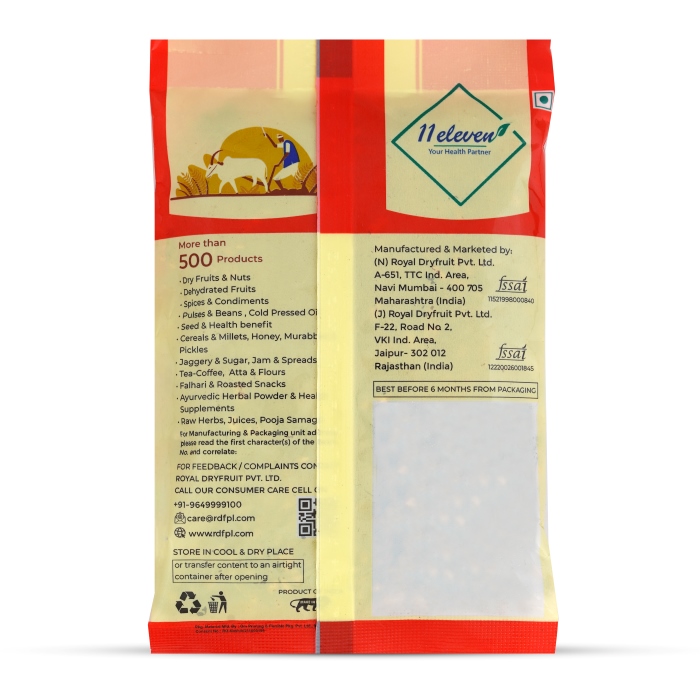 11 eleven
Your Health Partner
More than
500 Products
• Dry Fruits & Nuts
• Dehydrated Fruits
• Spices & Condiments
• Pulses & Beans , Cold Pressed Oi
• Seed & Health benefit
• Cereals & Millets, Honey, Murabb
Pickles
• Jaggery & Sugar, Jam & Spreads
• Tea-Coffee, Atta & Flours
• Falhari & Roasted Snacks
• Ayurvedic Herbal Powder & Heal
Supplements
• Raw Herbs, Juices, Pooja Samag
For Manufacturing & Packaging unit ad
please read the first character(s) of the
No. and correlate:
FOR FEEDBACK / COMPLAINTS CON
ROYAL DRYFRUIT PVT. LTD.
CALL OUR CONSUMER CARE CELL
+91-9649999100
care@rdfpl.com
www.rdfpl.com
STORE IN COOL & DRY PLACE
or transfer content to an airtight
container after opening
PRODUCT
Manufactured & Marketed by:
(N) Royal Dryfruit Pvt. Ltd.
A-651, TTC Ind. Area,
Navi Mumbai - 400 705
Maharashtra (India)
fssai
11521998000840
(J) Royal Dryfruit Pvt. Ltd.
F-22, Road No. 2,
VKI Ind. Area,
Jaipur- 302 012
Rajasthan (India)
fssai
12220026001845
BEST BEFORE 6 MONTHS FROM PACKAGING